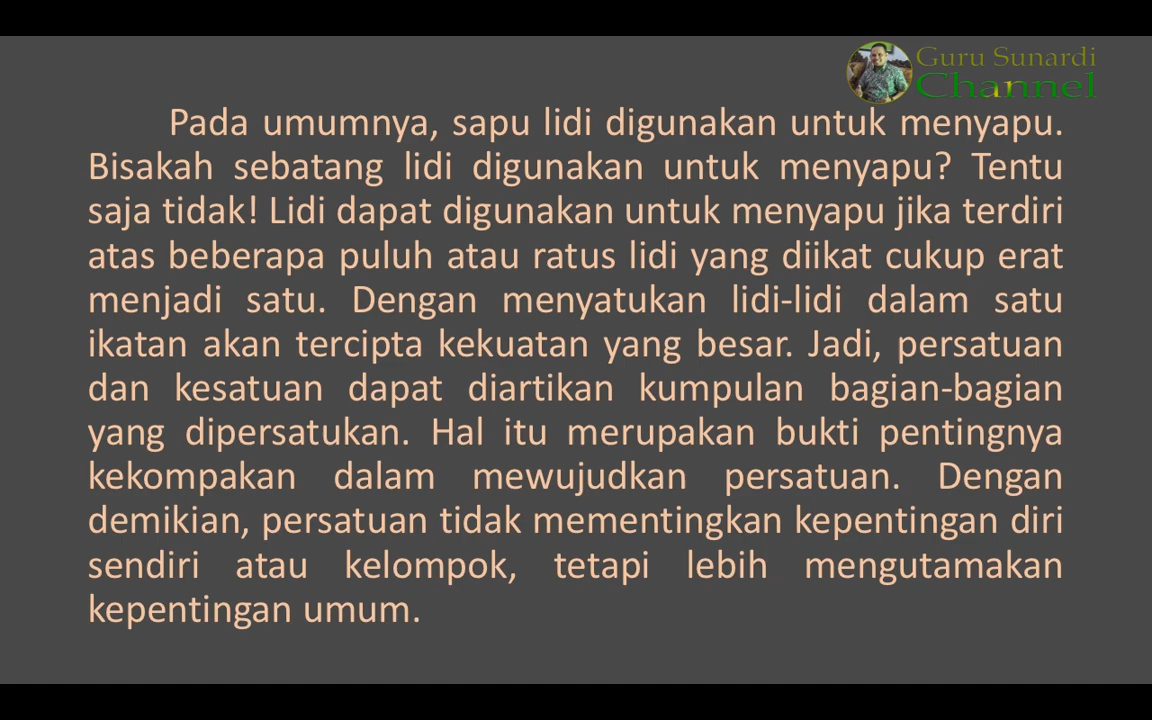 Guru Sunardi
Channel
Pada umumnya, sapu lidi digunakan untuk menyapu.
Bisakah sebatang lidi digunakan untuk menyapu? Tentu
saja tidak! Lidi dapat digunakan untuk menyapu jika terdiri
atas beberapa puluh atau ratus lidi yang diikat cukup erat
menjadi satu. Dengan menyatukan lidi-lidi dalam satu
ikatan akan tercipta kekuatan yang besar. Jadi, persatuan
dan kesatuan dapat diartikan kumpulan bagian-bagian
yang dipersatukan. Hal itu merupakan bukti pentingnya
kekompakan dalam mewujudkan persatuan. Dengan
demikian, persatuan tidak mementingkan kepentingan diri
sendiri atau kelompok, tetapi lebih mengutamakan
kepentingan umum.